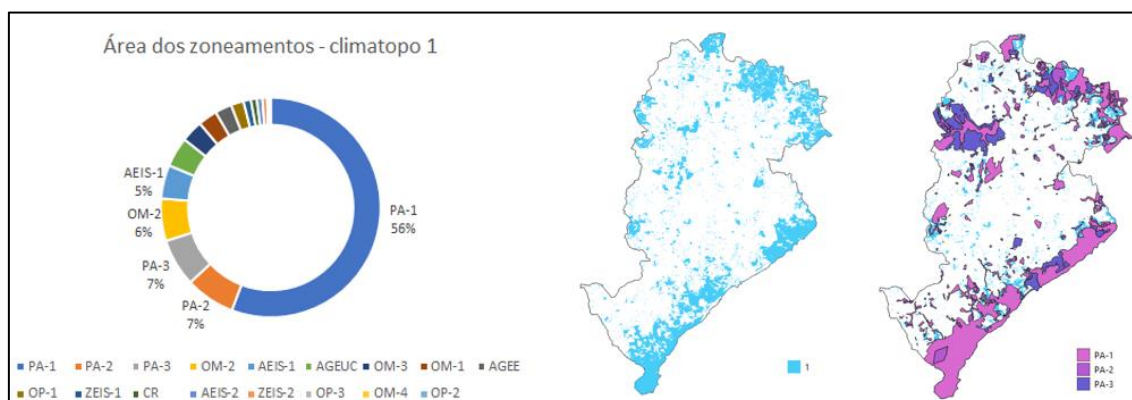 Área dos zoneamentos - climatopo 1
AEIS-1
5%
OM-2
6%
PA-3
7%
PA-2
7%
PA-1
56%
PA-1 PA-2 PA-3 OM-2 AEIS-1 AGEUC OM-3 OM-1 AGEE
OP-1 ZEIS-1 CR AEIS-2 ZEIS-2 OP-3 OM-4 OP-2
1
PA-1
PA-2
PA-3